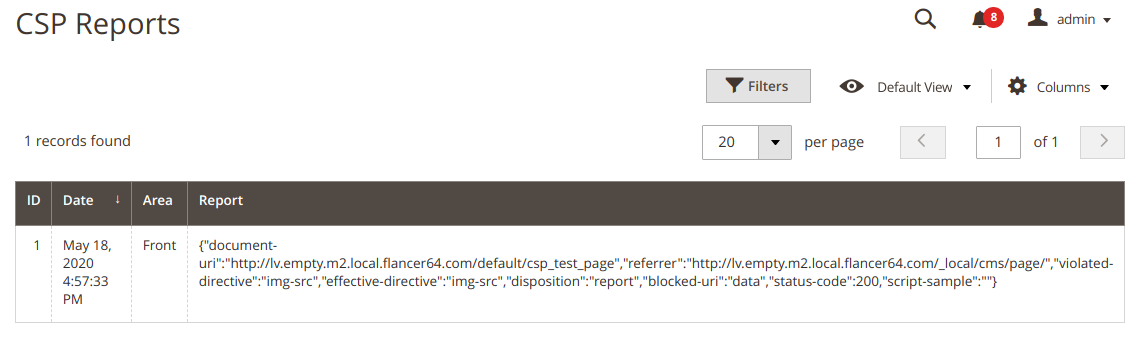 CSP Reports
8
admin
Filters
Default View
Columns
1 records found
20
per page
1
of 1
ID
Date
↓
Area
Report
1
May 18,
2020
4:57:33
PM
Front
{"document-
uri":"http://lv.empty.m2.local.flancer64.com/default/csp_test_page","referrer":"http://lv.empty.m2.local.flancer64.com/_local/cms/page/","violated-
directive":"img-src","effective-directive":"img-src","disposition":"report","blocked-uri":"data","status-code":200,"script-sample":""}